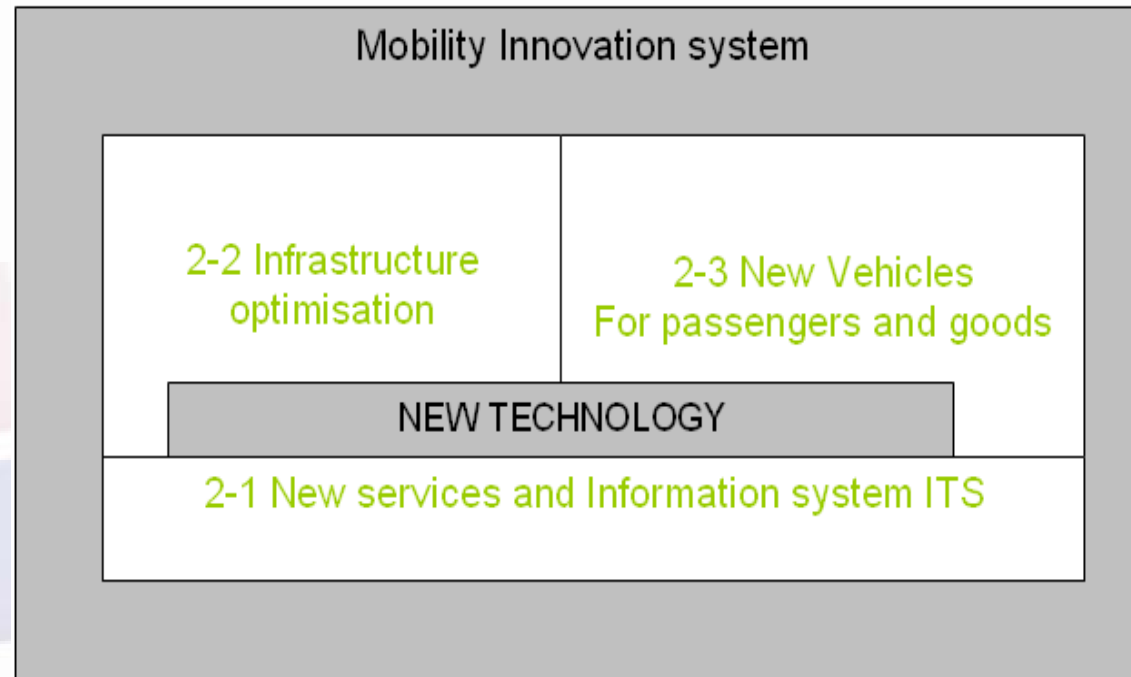 Mobility Innovation system
2-2 Infrastructure
optimisation
2-3 New Vehicles
For passengers and goods
NEW TECHNOLOGY
2-1 New services and Information system ITS